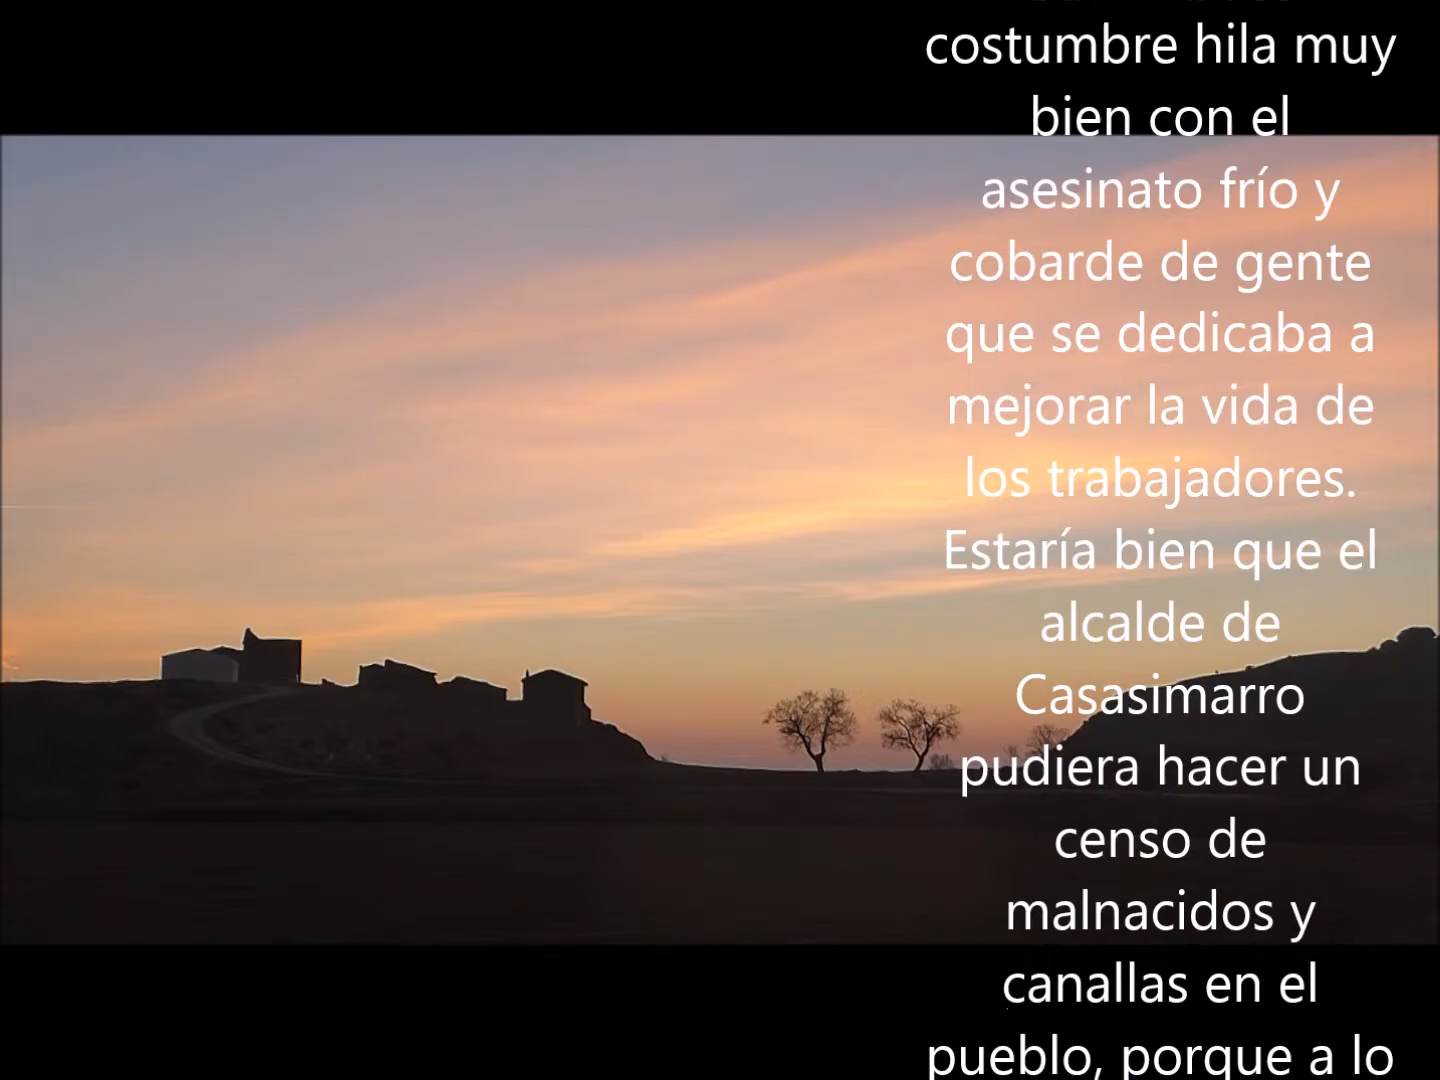 costumbre hila muy
bien con el
asesinato frío y
cobarde de gente
que se dedicaba a
mejorar la vida de
los trabajadores.
Estaría bien que el
alcalde de
Casasimarro
pudiera hacer un
censo de
malnacidos y
canallas en el
pueblo, porque a lo